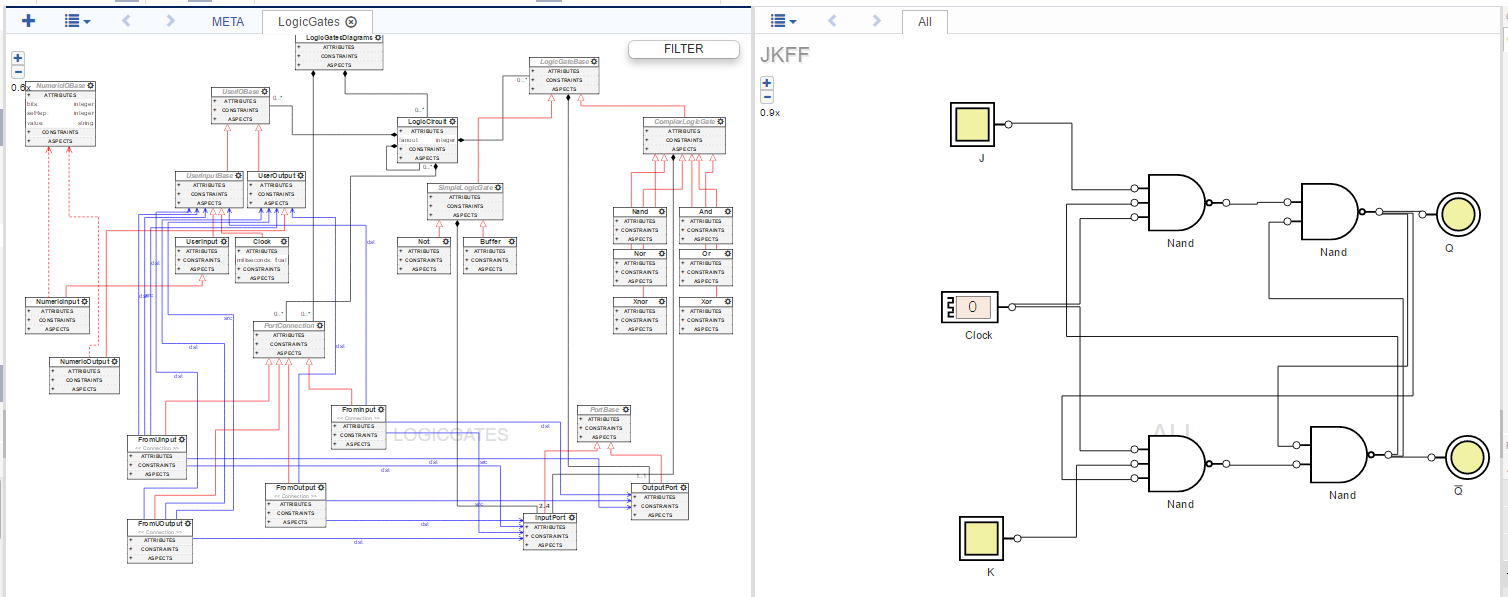 META
LogicGates
FILTER
0.6x
LogicGatesDiagrams
ATTRIBUTES
CONSTRAINTS
ASPECTS
LogicGateBase
ATTRIBUTES
CONSTRAINTS
ASPECTS
0..*
NumericIOBase
ATTRIBUTES
bits: integer
selRep: integer
value: string
CONSTRAINTS
ASPECTS
UserIOBase
ATTRIBUTES
CONSTRAINTS
ASPECTS
0..*
0..*
LogicCircuit
ATTRIBUTES
fanout: integer
CONSTRAINTS
ASPECTS
0..*
ComplexLogicGate
ATTRIBUTES
CONSTRAINTS
ASPECTS
UserInputBase
ATTRIBUTES
CONSTRAINTS
ASPECTS
UserOutput
ATTRIBUTES
CONSTRAINTS
ASPECTS
SimpleLogicGate
ATTRIBUTES
CONSTRAINTS
ASPECTS
Nand
ATTRIBUTES
CONSTRAINTS
ASPECTS
And
ATTRIBUTES
CONSTRAINTS
ASPECTS
UserInput
ATTRIBUTES
CONSTRAINTS
ASPECTS
Clock
ATTRIBUTES
milliseconds: float
CONSTRAINTS
ASPECTS
Not
ATTRIBUTES
CONSTRAINTS
ASPECTS
Buffer
ATTRIBUTES
CONSTRAINTS
ASPECTS
Nor
ATTRIBUTES
CONSTRAINTS
ASPECTS
Or
ATTRIBUTES
CONSTRAINTS
ASPECTS
dst
dst
NumericInput
ATTRIBUTES
CONSTRAINTS
ASPECTS
Xnor
ATTRIBUTES
CONSTRAINTS
ASPECTS
Xor
ATTRIBUTES
CONSTRAINTS
ASPECTS
src
0..*
0..*
PortConnection
ATTRIBUTES
CONSTRAINTS
ASPECTS
dst
dst
NumericOutput
ATTRIBUTES
CONSTRAINTS
ASPECTS
dst
FromInput
<< Connection >>
ATTRIBUTES
CONSTRAINTS
ASPECTS
PortBase
ATTRIBUTES
CONSTRAINTS
ASPECTS
dst
LOGICGATES
FromUInput
<< Connection >>
ATTRIBUTES
CONSTRAINTS
ASPECTS
dst
src
dst
FromOutput
<< Connection >>
ATTRIBUTES
CONSTRAINTS
ASPECTS
OutputPort
ATTRIBUTES
CONSTRAINTS
ASPECTS
src
2..4
InputPort
ATTRIBUTES
CONSTRAINTS
ASPECTS
dst
FromUOutput
<< Connection >>
ATTRIBUTES
CONSTRAINTS
ASPECTS
dst
All
JKFF
0.9x
J
Nand
Nand
Q
0
Clock
ALL
Nand
Nand
Q̅
K